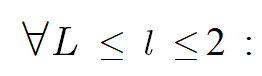 ∀L ≤ l ≤ 2 :